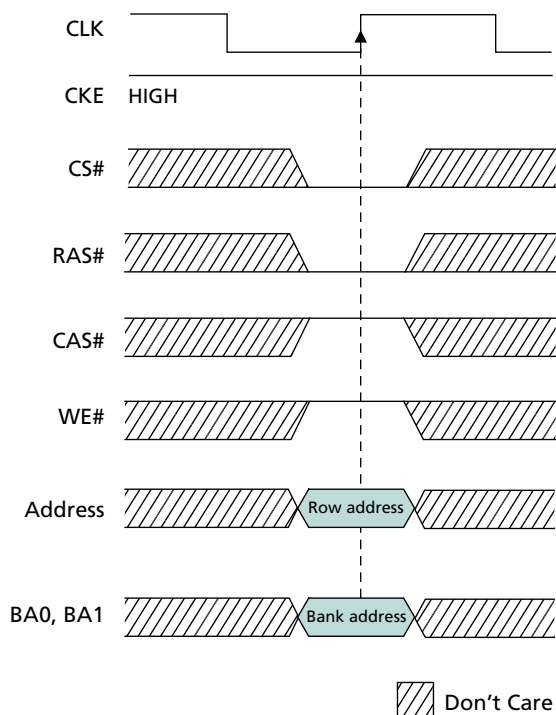 CLK
CKE HIGH
CS#
RAS#
CAS#
WE#
Address Row address
BA0, BA1 Bank address
Don't Care